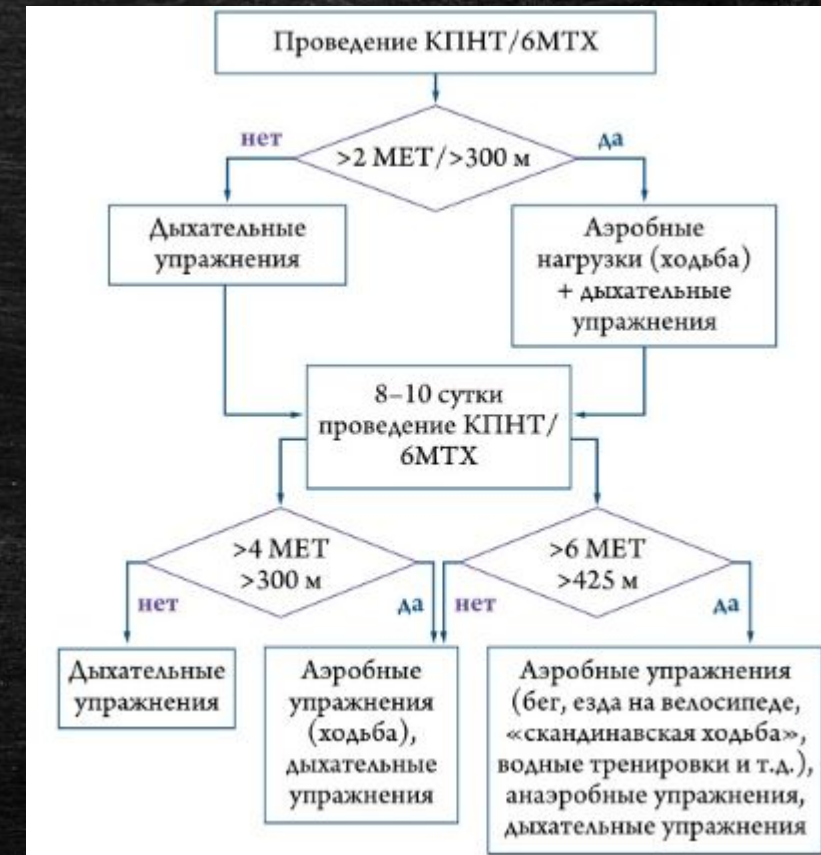 Проведение КПНТ/6МТХ
нет
да
>2 МЕТ/>300 м
Дыхательные
упражнения
Аэробные
нагрузки (ходьба)
+ дыхательные
упражнения
8–10 сутки
проведение КПНТ/
6МТХ
>4 МЕТ
>300 м
>6 МЕТ
>425 м
нет
да
нет
да
Дыхательные
упражнения
Аэробные
упражнения
(ходьба),
дыхательные
упражнения
Аэробные упражнения
(бег, езда на велосипеде,
«скандинавская ходьба»,
водные тренировки и т.д.),
анаэробные упражнения,
дыхательные упражнения